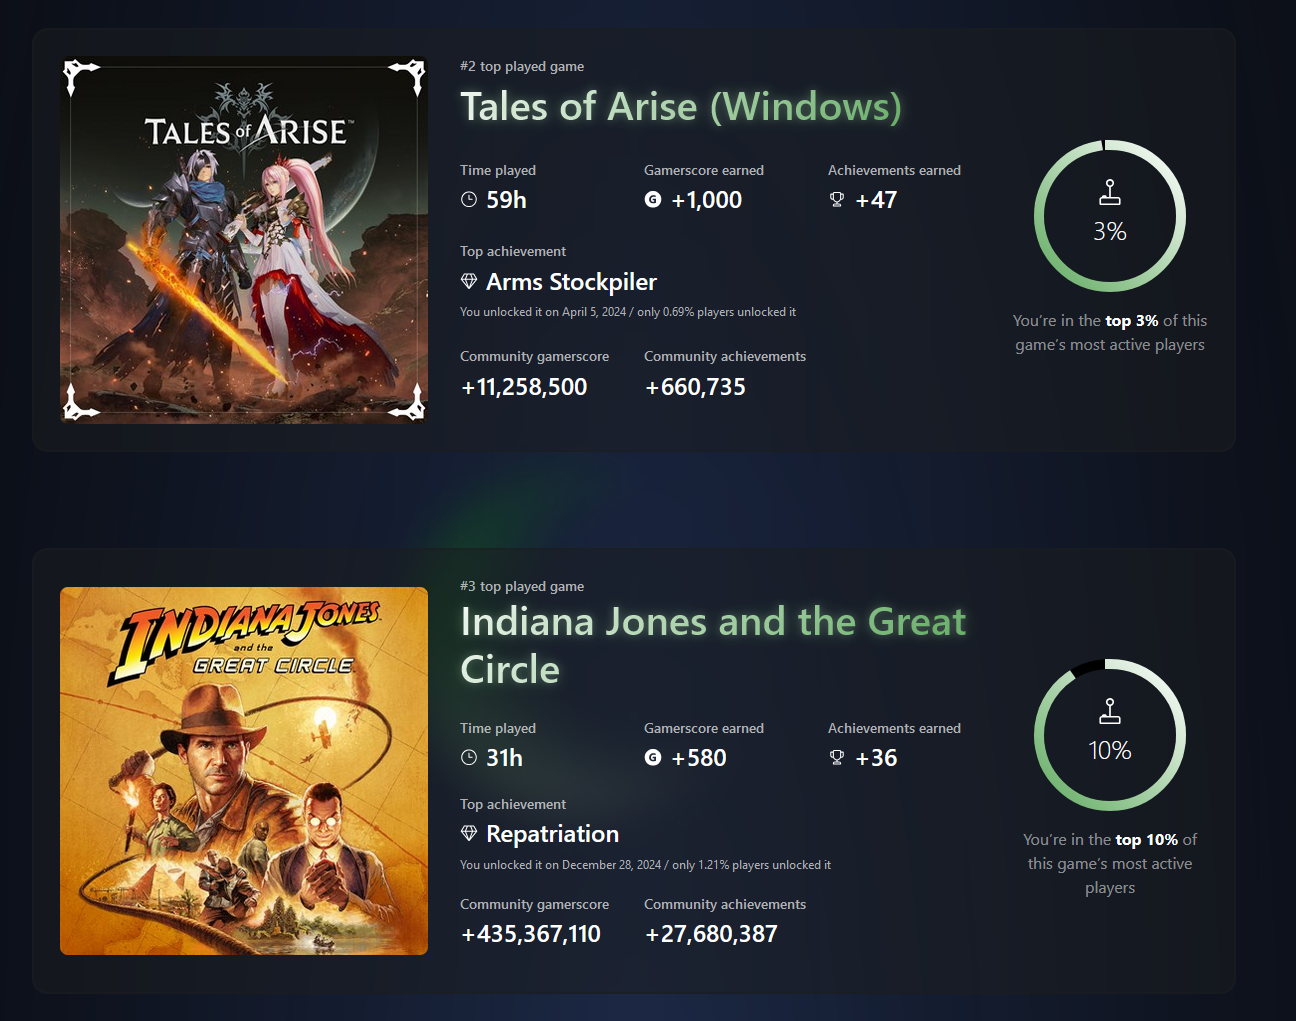 TALES of ARISE™
#2 top played game
Tales of Arise (Windows)
Time played
59h
Gamerscore earned
G +1,000
Achievements earned
+47
Top achievement
Arms Stockpiler
You unlocked it on April 5, 2024 / only 0.69% players unlocked it
Community gamerscore
+11,258,500
Community achievements
+660,735
3%
You’re in the top 3% of this
game’s most active players
INDIANA JONES
and the
GREAT CIRCLE
#3 top played game
Indiana Jones and the Great
Circle
Time played
31h
Gamerscore earned
G +580
Achievements earned
+36
Top achievement
Repatriation
You unlocked it on December 28, 2024 / only 1.21% players unlocked it
Community gamerscore
+435,367,110
Community achievements
+27,680,387
10%
You’re in the top 10% of
this game’s most active
players